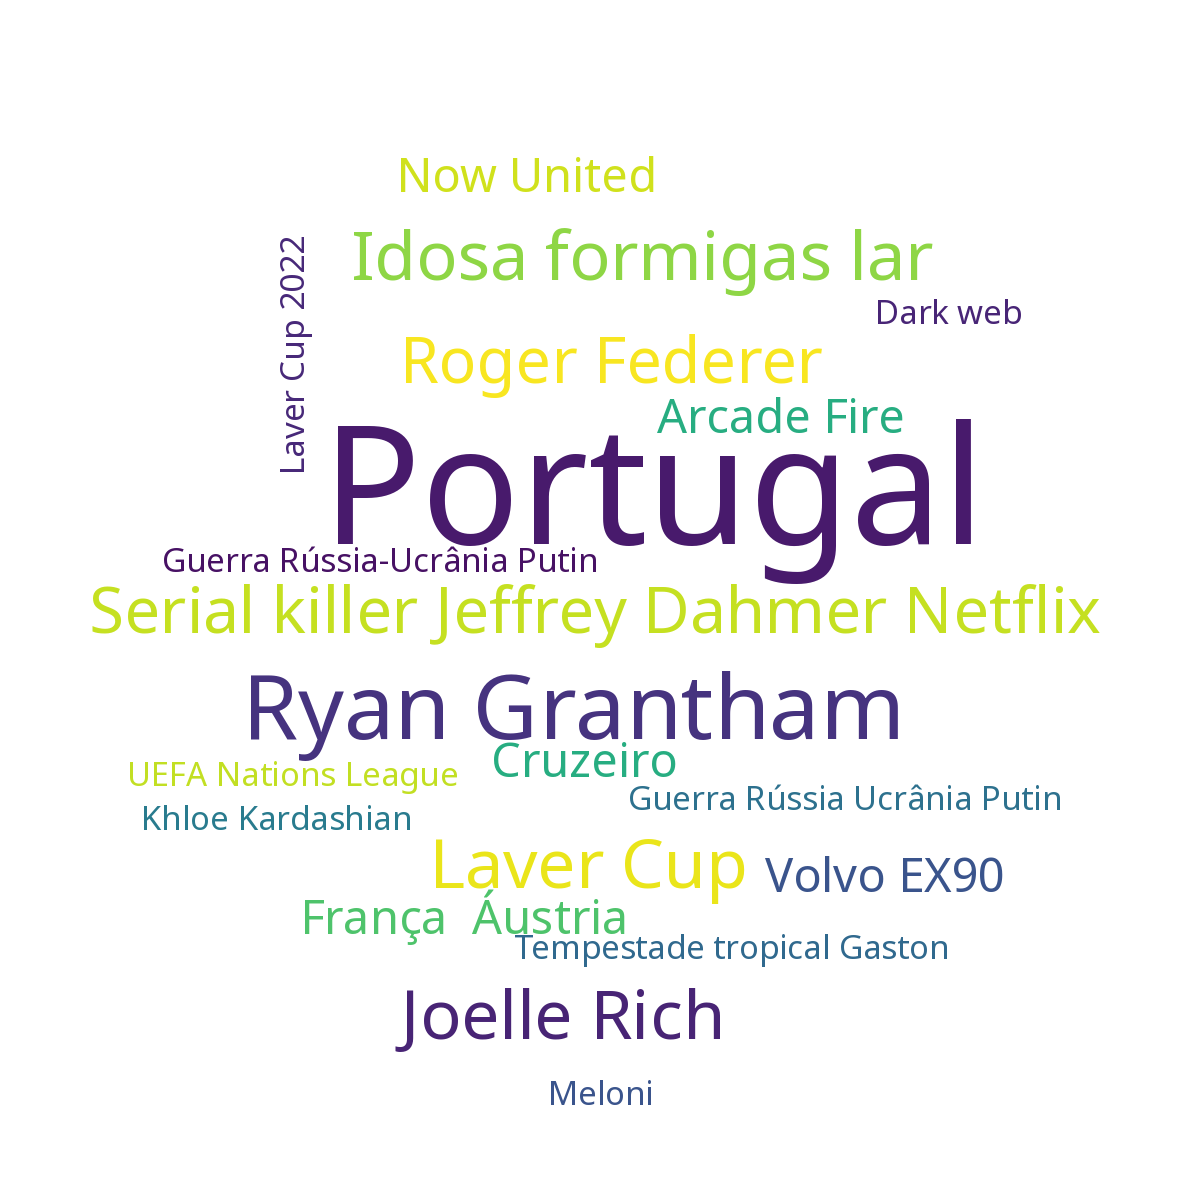 Now United
Idosa formigas lar
Laver Cup 2022
Dark web
Roger Federer
Arcade Fire
Portugal
Guerra Rússia-Ucrânia Putin
Serial killer Jeffrey Dahmer Netflix
Ryan Grantham
Cruzeiro
UEFA Nations League
Guerra Rússia Ucrânia Putin
Khloe Kardashian
Laver Cup
Volvo EX90
França Áustria
Tempestade tropical Gaston
Joelle Rich
Meloni